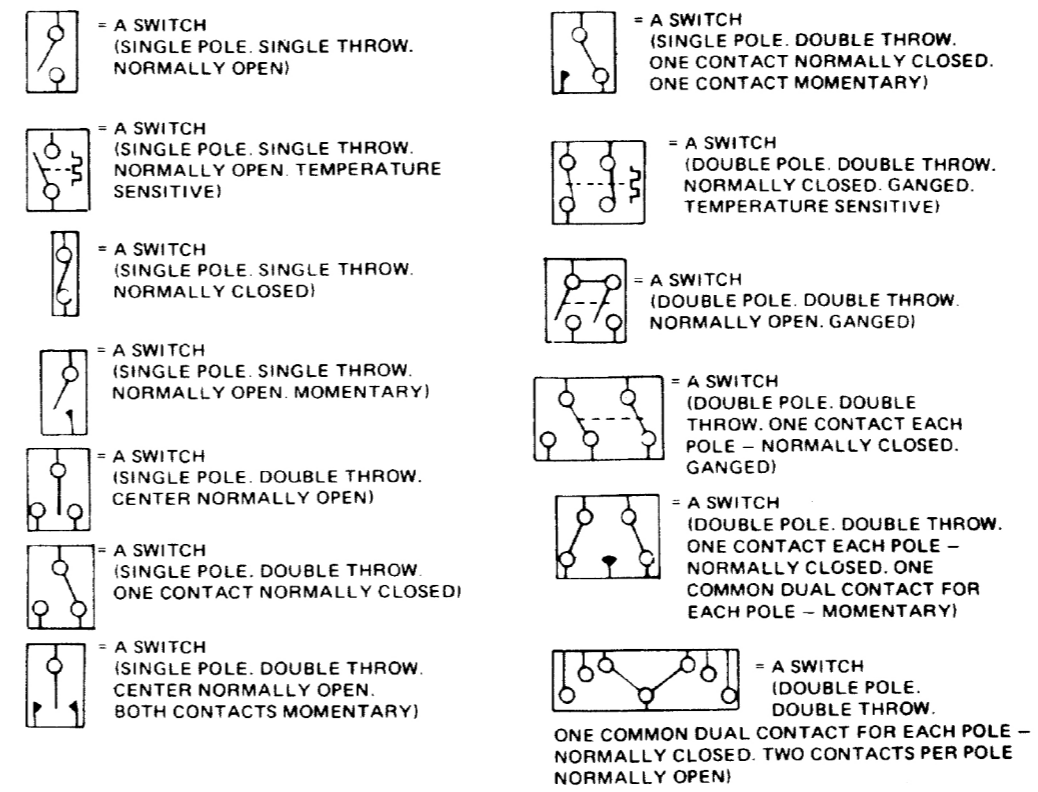 = A SWITCH
(SINGLE POLE. SINGLE THROW.
NORMALLY OPEN)
= A SWITCH
(SINGLE POLE. SINGLE THROW.
NORMALLY OPEN. TEMPERATURE
SENSITIVE)
= A SWITCH
(SINGLE POLE. SINGLE THROW.
NORMALLY CLOSED)
= A SWITCH
(SINGLE POLE. SINGLE THROW.
NORMALLY OPEN. MOMENTARY)
= A SWITCH
(SINGLE POLE. DOUBLE THROW.
CENTER NORMALLY OPEN)
= A SWITCH
(SINGLE POLE. DOUBLE THROW.
ONE CONTACT NORMALLY CLOSED)
= A SWITCH
(SINGLE POLE. DOUBLE THROW.
CENTER NORMALLY OPEN.
BOTH CONTACTS MOMENTARY)
= A SWITCH
(SINGLE POLE. DOUBLE THROW.
ONE CONTACT NORMALLY CLOSED.
ONE CONTACT MOMENTARY)
= A SWITCH
(DOUBLE POLE. DOUBLE THROW.
NORMALLY CLOSED. GANGED.
TEMPERATURE SENSITIVE)
= A SWITCH
(DOUBLE POLE. DOUBLE THROW.
NORMALLY OPEN. GANGED)
= A SWITCH
(DOUBLE POLE. DOUBLE
THROW. ONE CONTACT EACH
POLE – NORMALLY CLOSED.
GANGED)
= A SWITCH
(DOUBLE POLE. DOUBLE THROW.
ONE CONTACT EACH POLE –
NORMALLY CLOSED. ONE
COMMON DUAL CONTACT FOR
EACH POLE – MOMENTARY)
= A SWITCH
(DOUBLE POLE.
DOUBLE THROW.
ONE COMMON DUAL CONTACT FOR EACH POLE –
NORMALLY CLOSED. TWO CONTACTS PER POLE
NORMALLY OPEN)